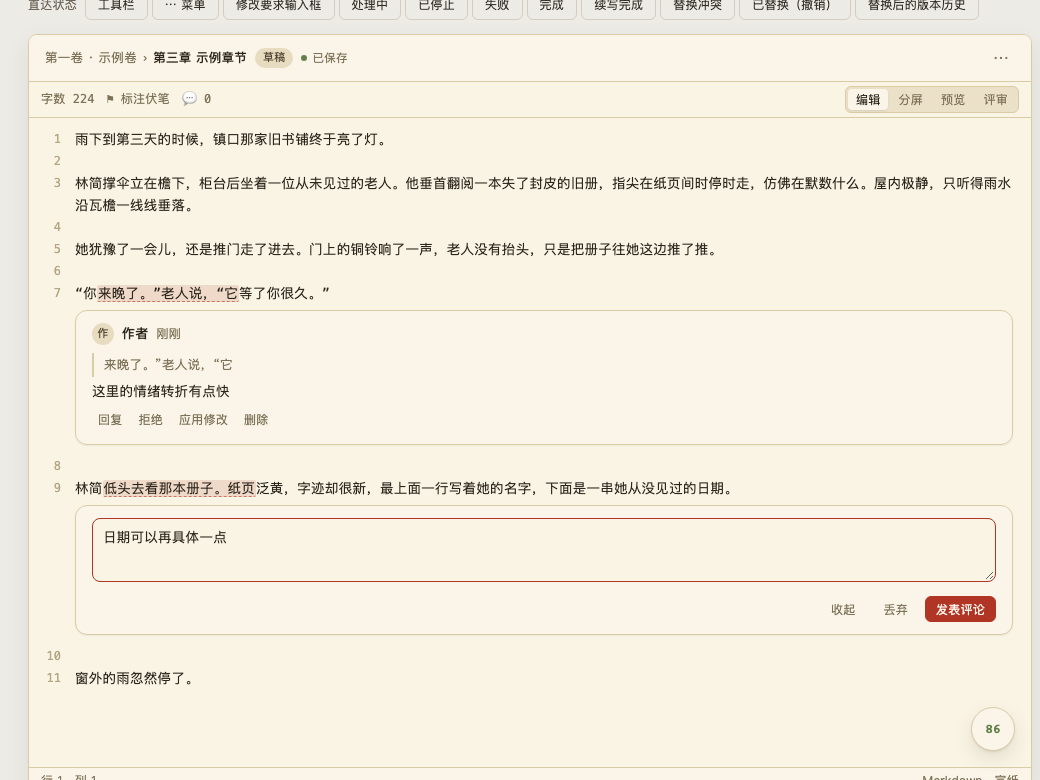 直达状态 工具栏 ··· 菜单 修改要求输入框 处理中 已停止 失败 完成 续写完成 替换冲突 已替换（撤销） 替换后的版本历史
第一卷 · 示例卷 › 第三章 示例章节 草稿 已保存 ···
字数 224 标注伏笔 0 编辑 分屏 预览 评审
1 雨下到第三天的时候，镇口那家旧书铺终于亮了灯。
2
3 林简撑伞立在檐下，柜台后坐着一位从未见过的老人。他垂首翻阅一本失了封皮的旧册，指尖在纸页间时停时走，仿佛在默数什么。屋内极静，只听得雨水
沿瓦檐一线线垂落。
4
5 她犹豫了一会儿，还是推门走了进去。门上的铜铃响了一声，老人没有抬头，只是把册子往她这边推了推。
6
7 “你来晚了。”老人说，“它等了你很久。”
作 作者 刚刚
来晚了。”老人说，“它
这里的情绪转折有点快
回复 拒绝 应用修改 删除
8
9 林简低头去看那本册子。纸页泛黄，字迹却很新，最上面一行写着她的名字，下面是一串她从没见过的日期。
日期可以再具体一点
收起 丢弃 发表评论
10
11 窗外的雨忽然停了。
86
行 1，列 1 Markdown 宣纸